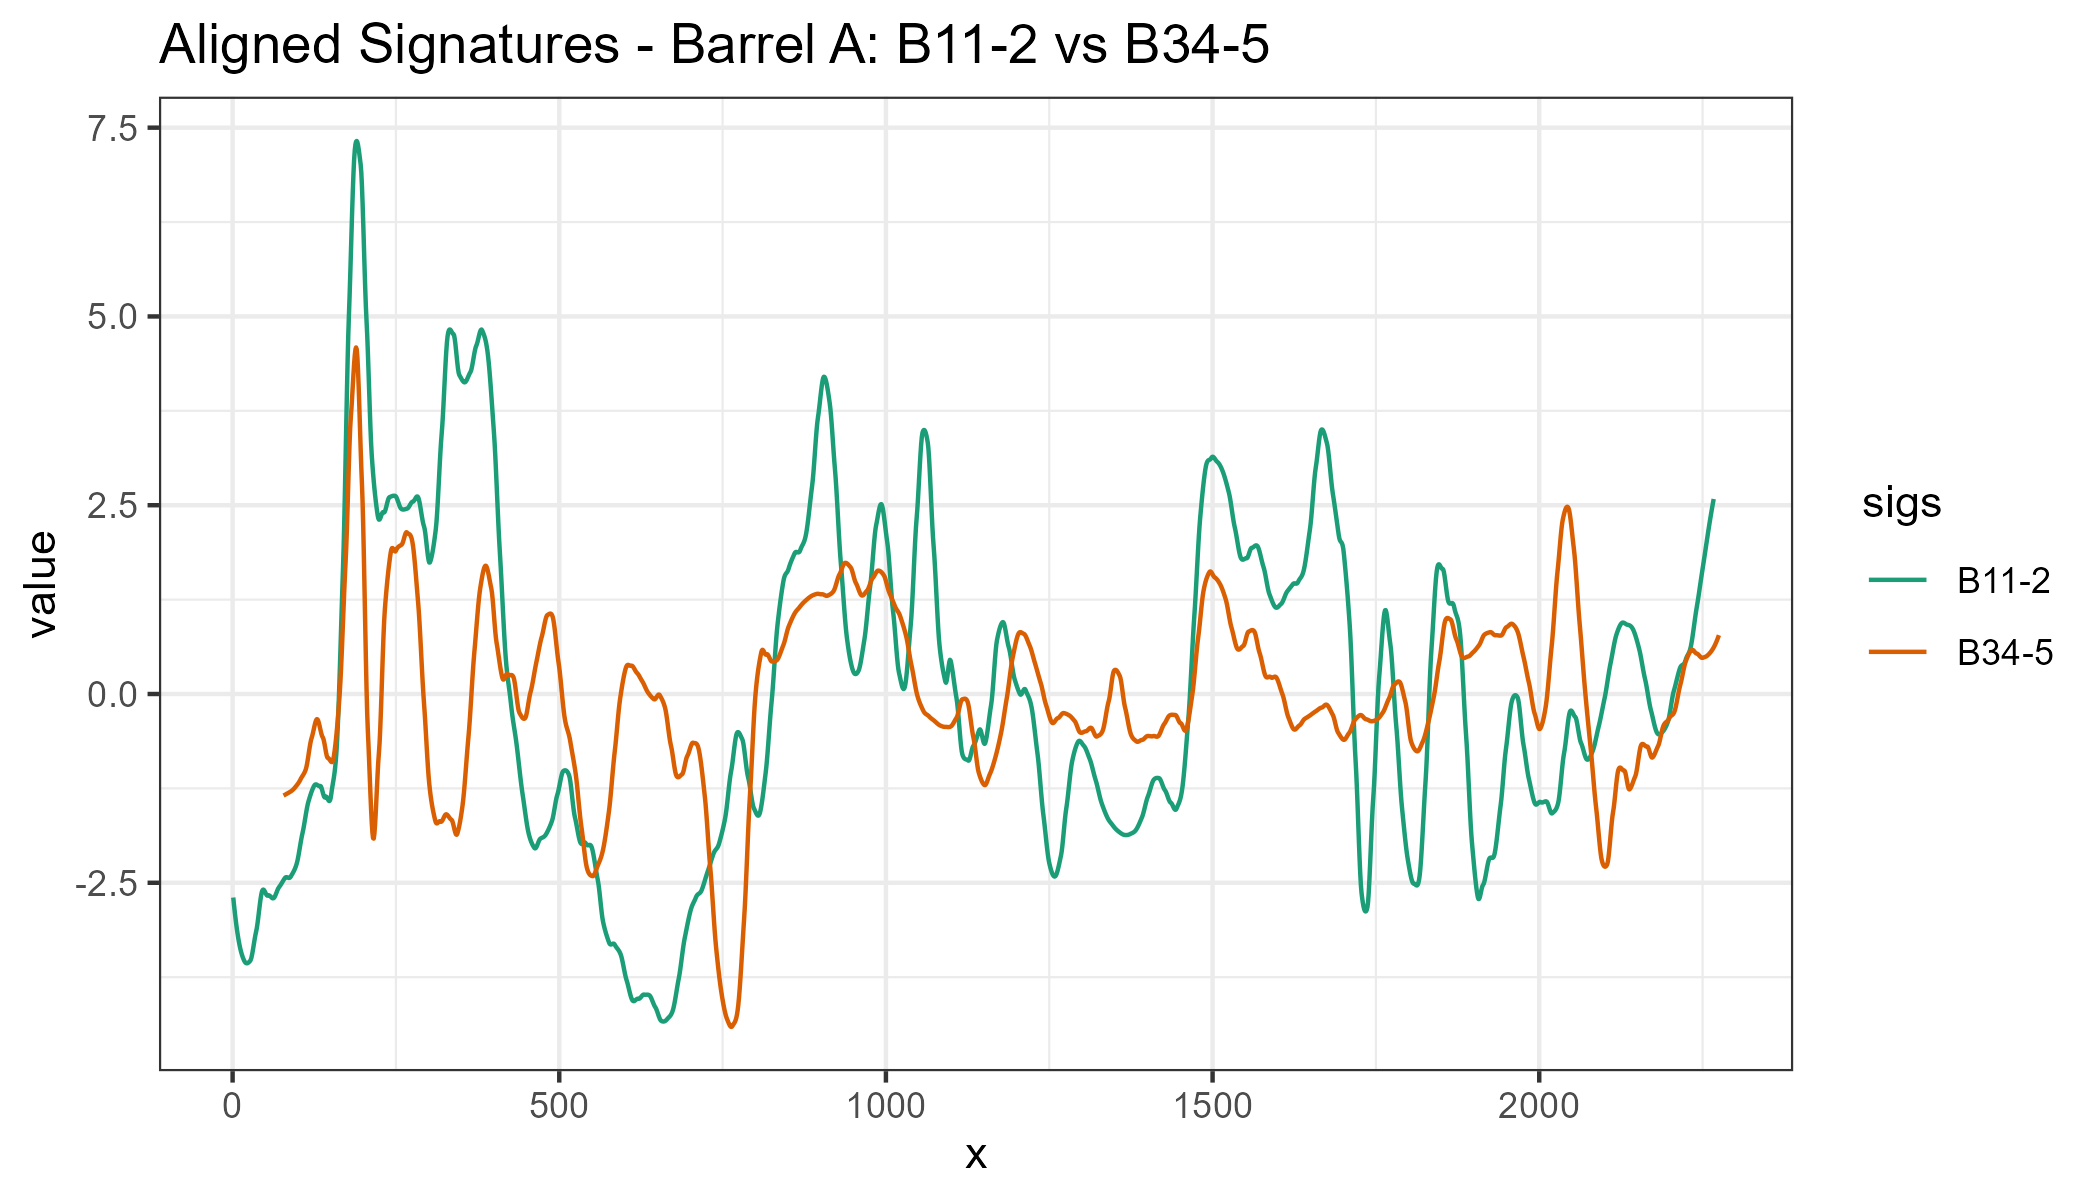 Aligned Signatures - Barrel A: B11-2 vs B34-5
7.5
5.0
2.5
0.0
-2.5
value
0 500 1000 1500 2000
x
sigs
B11-2
B34-5